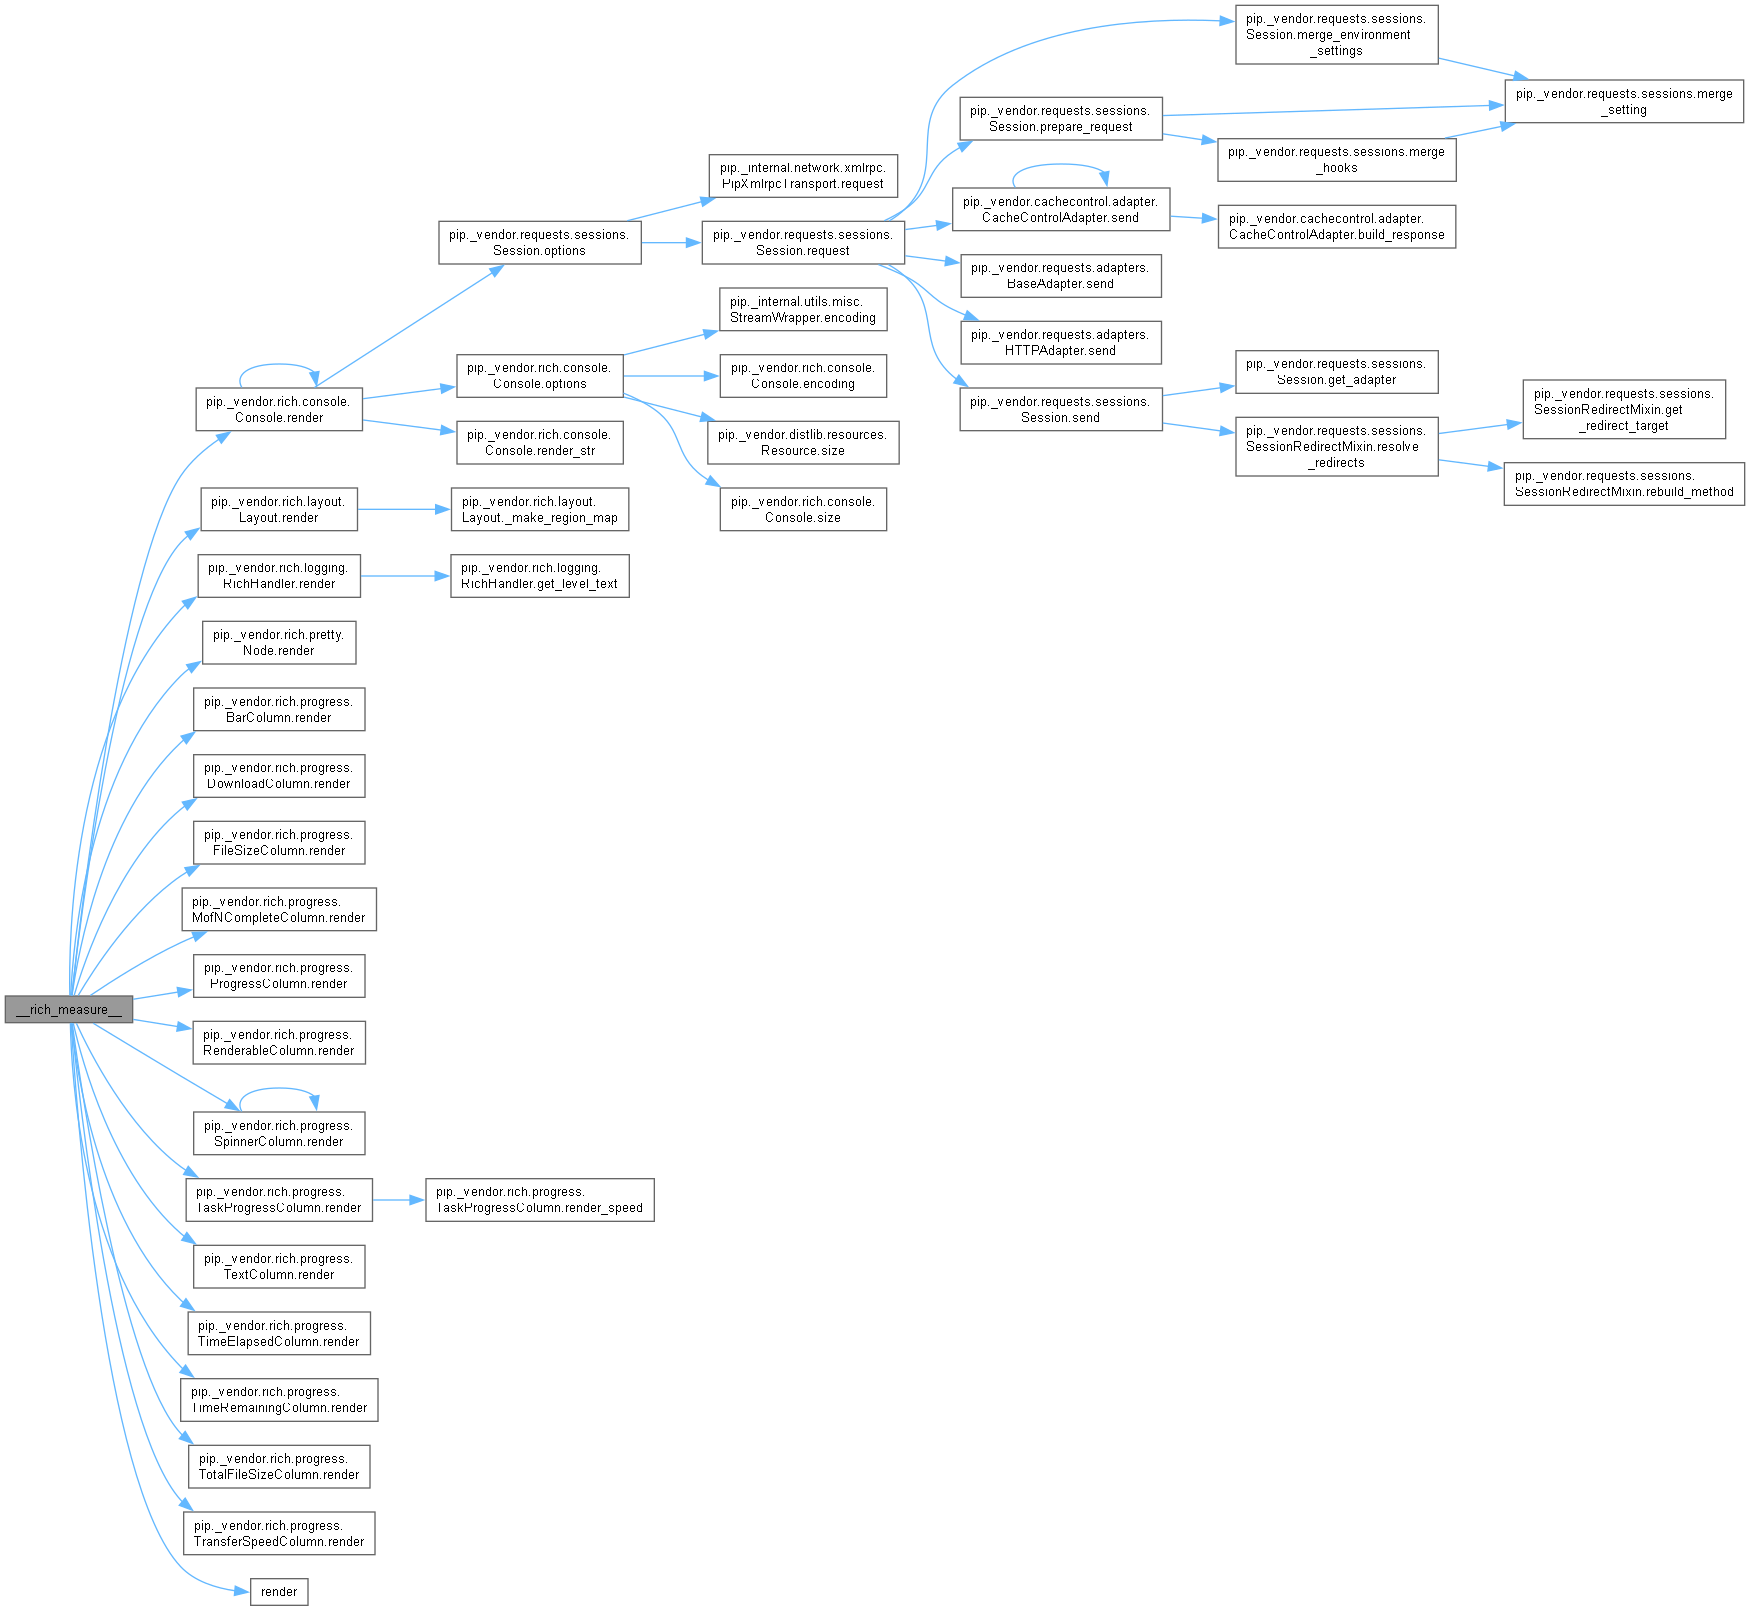 __rich_measure__
pip._vendor.rich.console.
Console.render
pip._vendor.requests.sessions.
Session.options
pip._internal.network.xmlrpc.
PipXmlrpcTransport.request
pip._vendor.requests.sessions.
Session.request
pip._vendor.requests.sessions.
Session.merge_environment
_settings
pip._vendor.requests.sessions.merge
_setting
pip._vendor.requests.sessions.
Session.prepare_request
pip._vendor.requests.sessions.merge
_hooks
pip._vendor.cachecontrol.adapter.
CacheControlAdapter.send
pip._vendor.cachecontrol.adapter.
CacheControlAdapter.build_response
pip._vendor.requests.adapters.
BaseAdapter.send
pip._vendor.requests.adapters.
HTTPAdapter.send
pip._vendor.requests.sessions.
Session.send
pip._vendor.requests.sessions.
Session.get_adapter
pip._vendor.requests.sessions.
SessionRedirectMixin.resolve
_redirects
pip._vendor.requests.sessions.
SessionRedirectMixin.get
_redirect_target
pip._vendor.requests.sessions.
SessionRedirectMixin.rebuild_method
pip._vendor.rich.console.
Console.options
pip._internal.utils.misc.
StreamWrapper.encoding
pip._vendor.rich.console.
Console.encoding
pip._vendor.distlib.resources.
Resource.size
pip._vendor.rich.console.
Console.size
pip._vendor.rich.console.
Console.render_str
pip._vendor.rich.layout.
Layout.render
pip._vendor.rich.layout.
Layout._make_region_map
pip._vendor.rich.logging.
RichHandler.render
pip._vendor.rich.logging.
RichHandler.get_level_text
pip._vendor.rich.pretty.
Node.render
pip._vendor.rich.progress.
BarColumn.render
pip._vendor.rich.progress.
DownloadColumn.render
pip._vendor.rich.progress.
FileSizeColumn.render
pip._vendor.rich.progress.
MofNCompleteColumn.render
pip._vendor.rich.progress.
ProgressColumn.render
pip._vendor.rich.progress.
RenderableColumn.render
pip._vendor.rich.progress.
SpinnerColumn.render
pip._vendor.rich.progress.
TaskProgressColumn.render
pip._vendor.rich.progress.
TaskProgressColumn.render_speed
pip._vendor.rich.progress.
TextColumn.render
pip._vendor.rich.progress.
TimeElapsedColumn.render
pip._vendor.rich.progress.
TimeRemainingColumn.render
pip._vendor.rich.progress.
TotalFileSizeColumn.render
pip._vendor.rich.progress.
TransferSpeedColumn.render
render